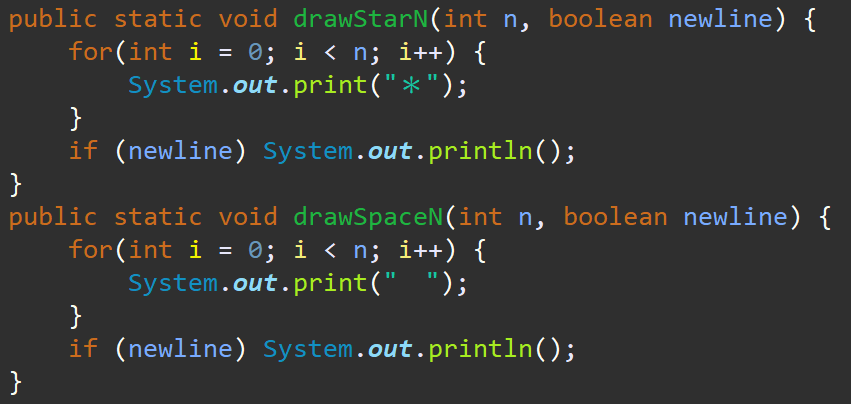 public static void drawStarN(int n, boolean newline) {
    for(int i = 0; i < n; i++) {
        System.out.print("＊");
    }
    if (newline) System.out.println();
}
public static void drawSpaceN(int n, boolean newline) {
    for(int i = 0; i < n; i++) {
        System.out.print("　");
    }
    if (newline) System.out.println();
}